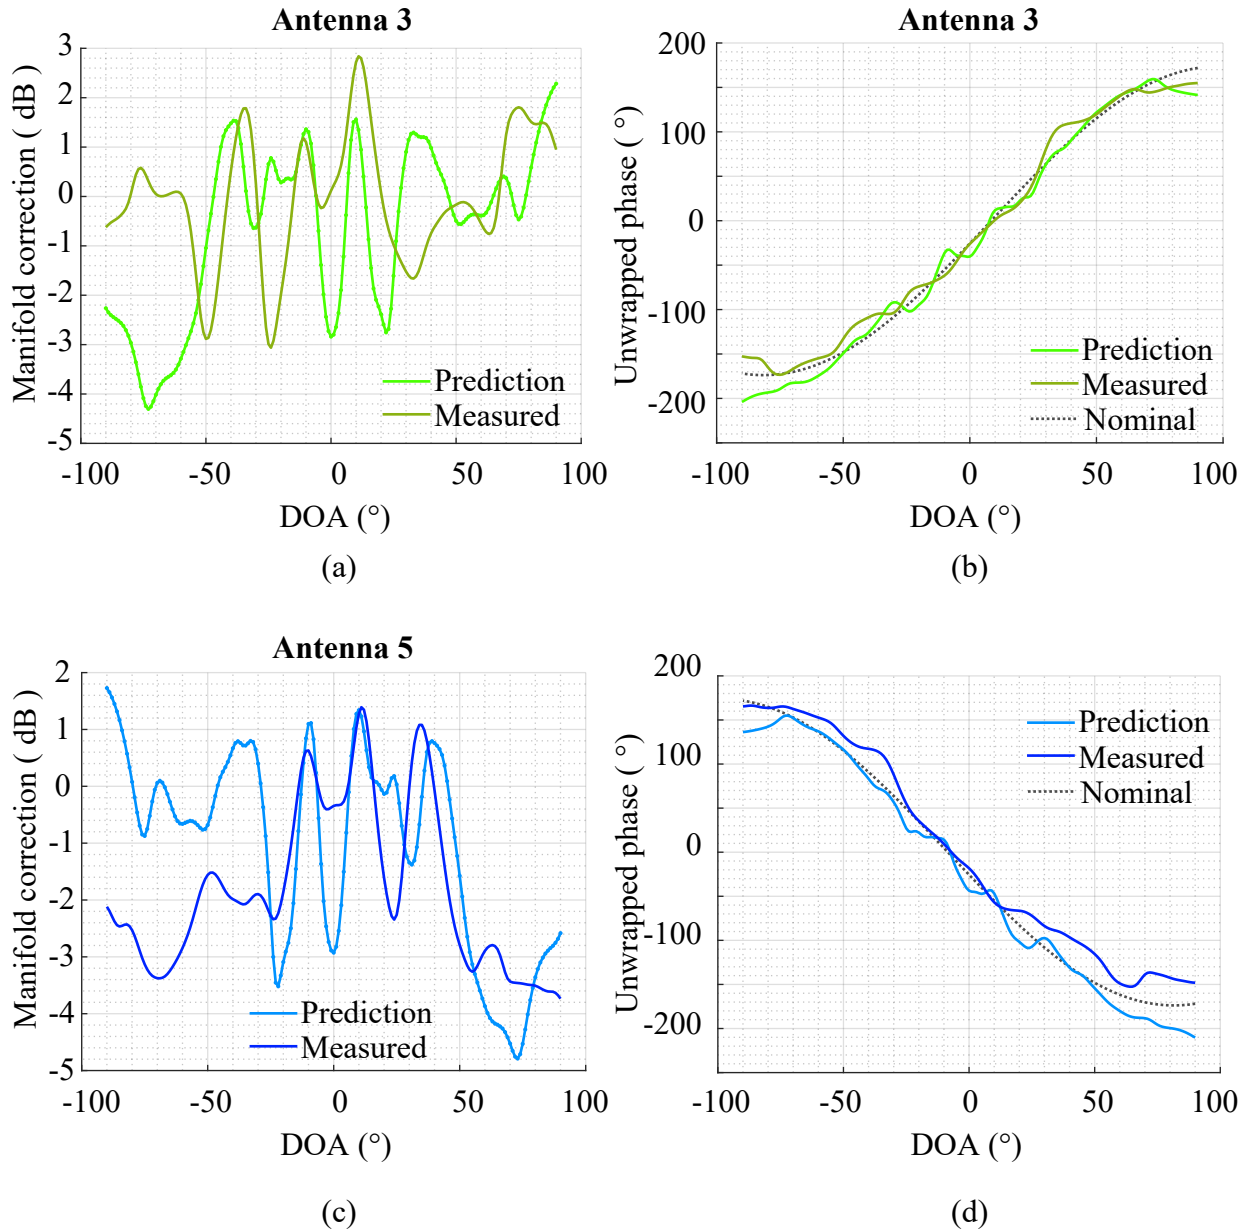 Antenna 3
Manifold correction ( dB )
3
2
1
0
-1
-2
-3
-4
-5
Prediction
Measured
-100 -50 0 50 100
DOA (°)
(a)
Antenna 3
Unwrapped phase ( °)
200
100
0
-100
-200
Prediction
Measured
Nominal
-100 -50 0 50 100
DOA (°)
(b)
Antenna 5
Manifold correction ( dB )
2
1
0
-1
-2
-3
-4
-5
Prediction
Measured
-100 -50 0 50 100
DOA (°)
(c)
Unwrapped phase ( °)
200
100
0
-100
-200
Prediction
Measured
Nominal
-100 -50 0 50 100
DOA (°)
(d)